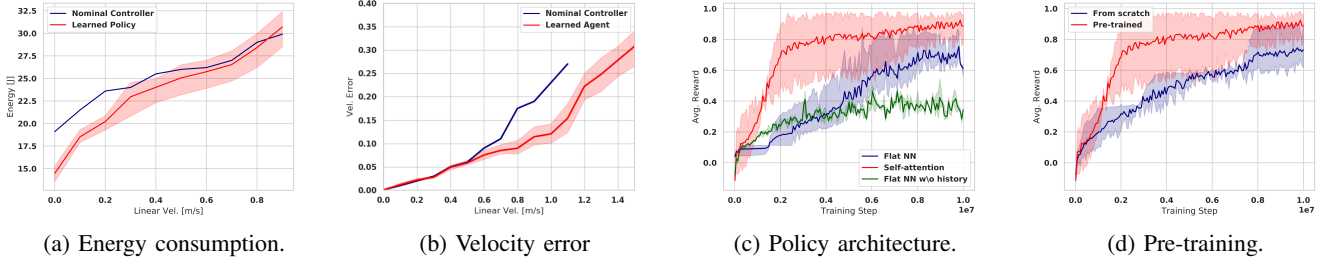 Energy [J]
32.5
30.0
27.5
25.0
22.5
20.0
17.5
15.0
Nominal Controller
Learned Policy
0.0 0.2 0.4 0.6 0.8
Linear Vel. [m/s]
(a) Energy consumption.
Vel. Error
0.40
0.35
0.30
0.25
0.20
0.15
0.10
0.05
0.00
Nominal Controller
Learned Agent
0.0 0.2 0.4 0.6 0.8 1.0 1.2 1.4
Linear Vel. [m/s]
(b) Velocity error
Avg. Reward
1.0
0.8
0.6
0.4
0.2
0.0
Flat NN
Self-attention
Flat NN w\o history
0.0 0.2 0.4 0.6 0.8 1.0
Training Step
1e7
(c) Policy architecture.
Avg. Reward
1.0
0.8
0.6
0.4
0.2
0.0
From scratch
Pre-trained
0.0 0.2 0.4 0.6 0.8 1.0
Training Step
1e7
(d) Pre-training.